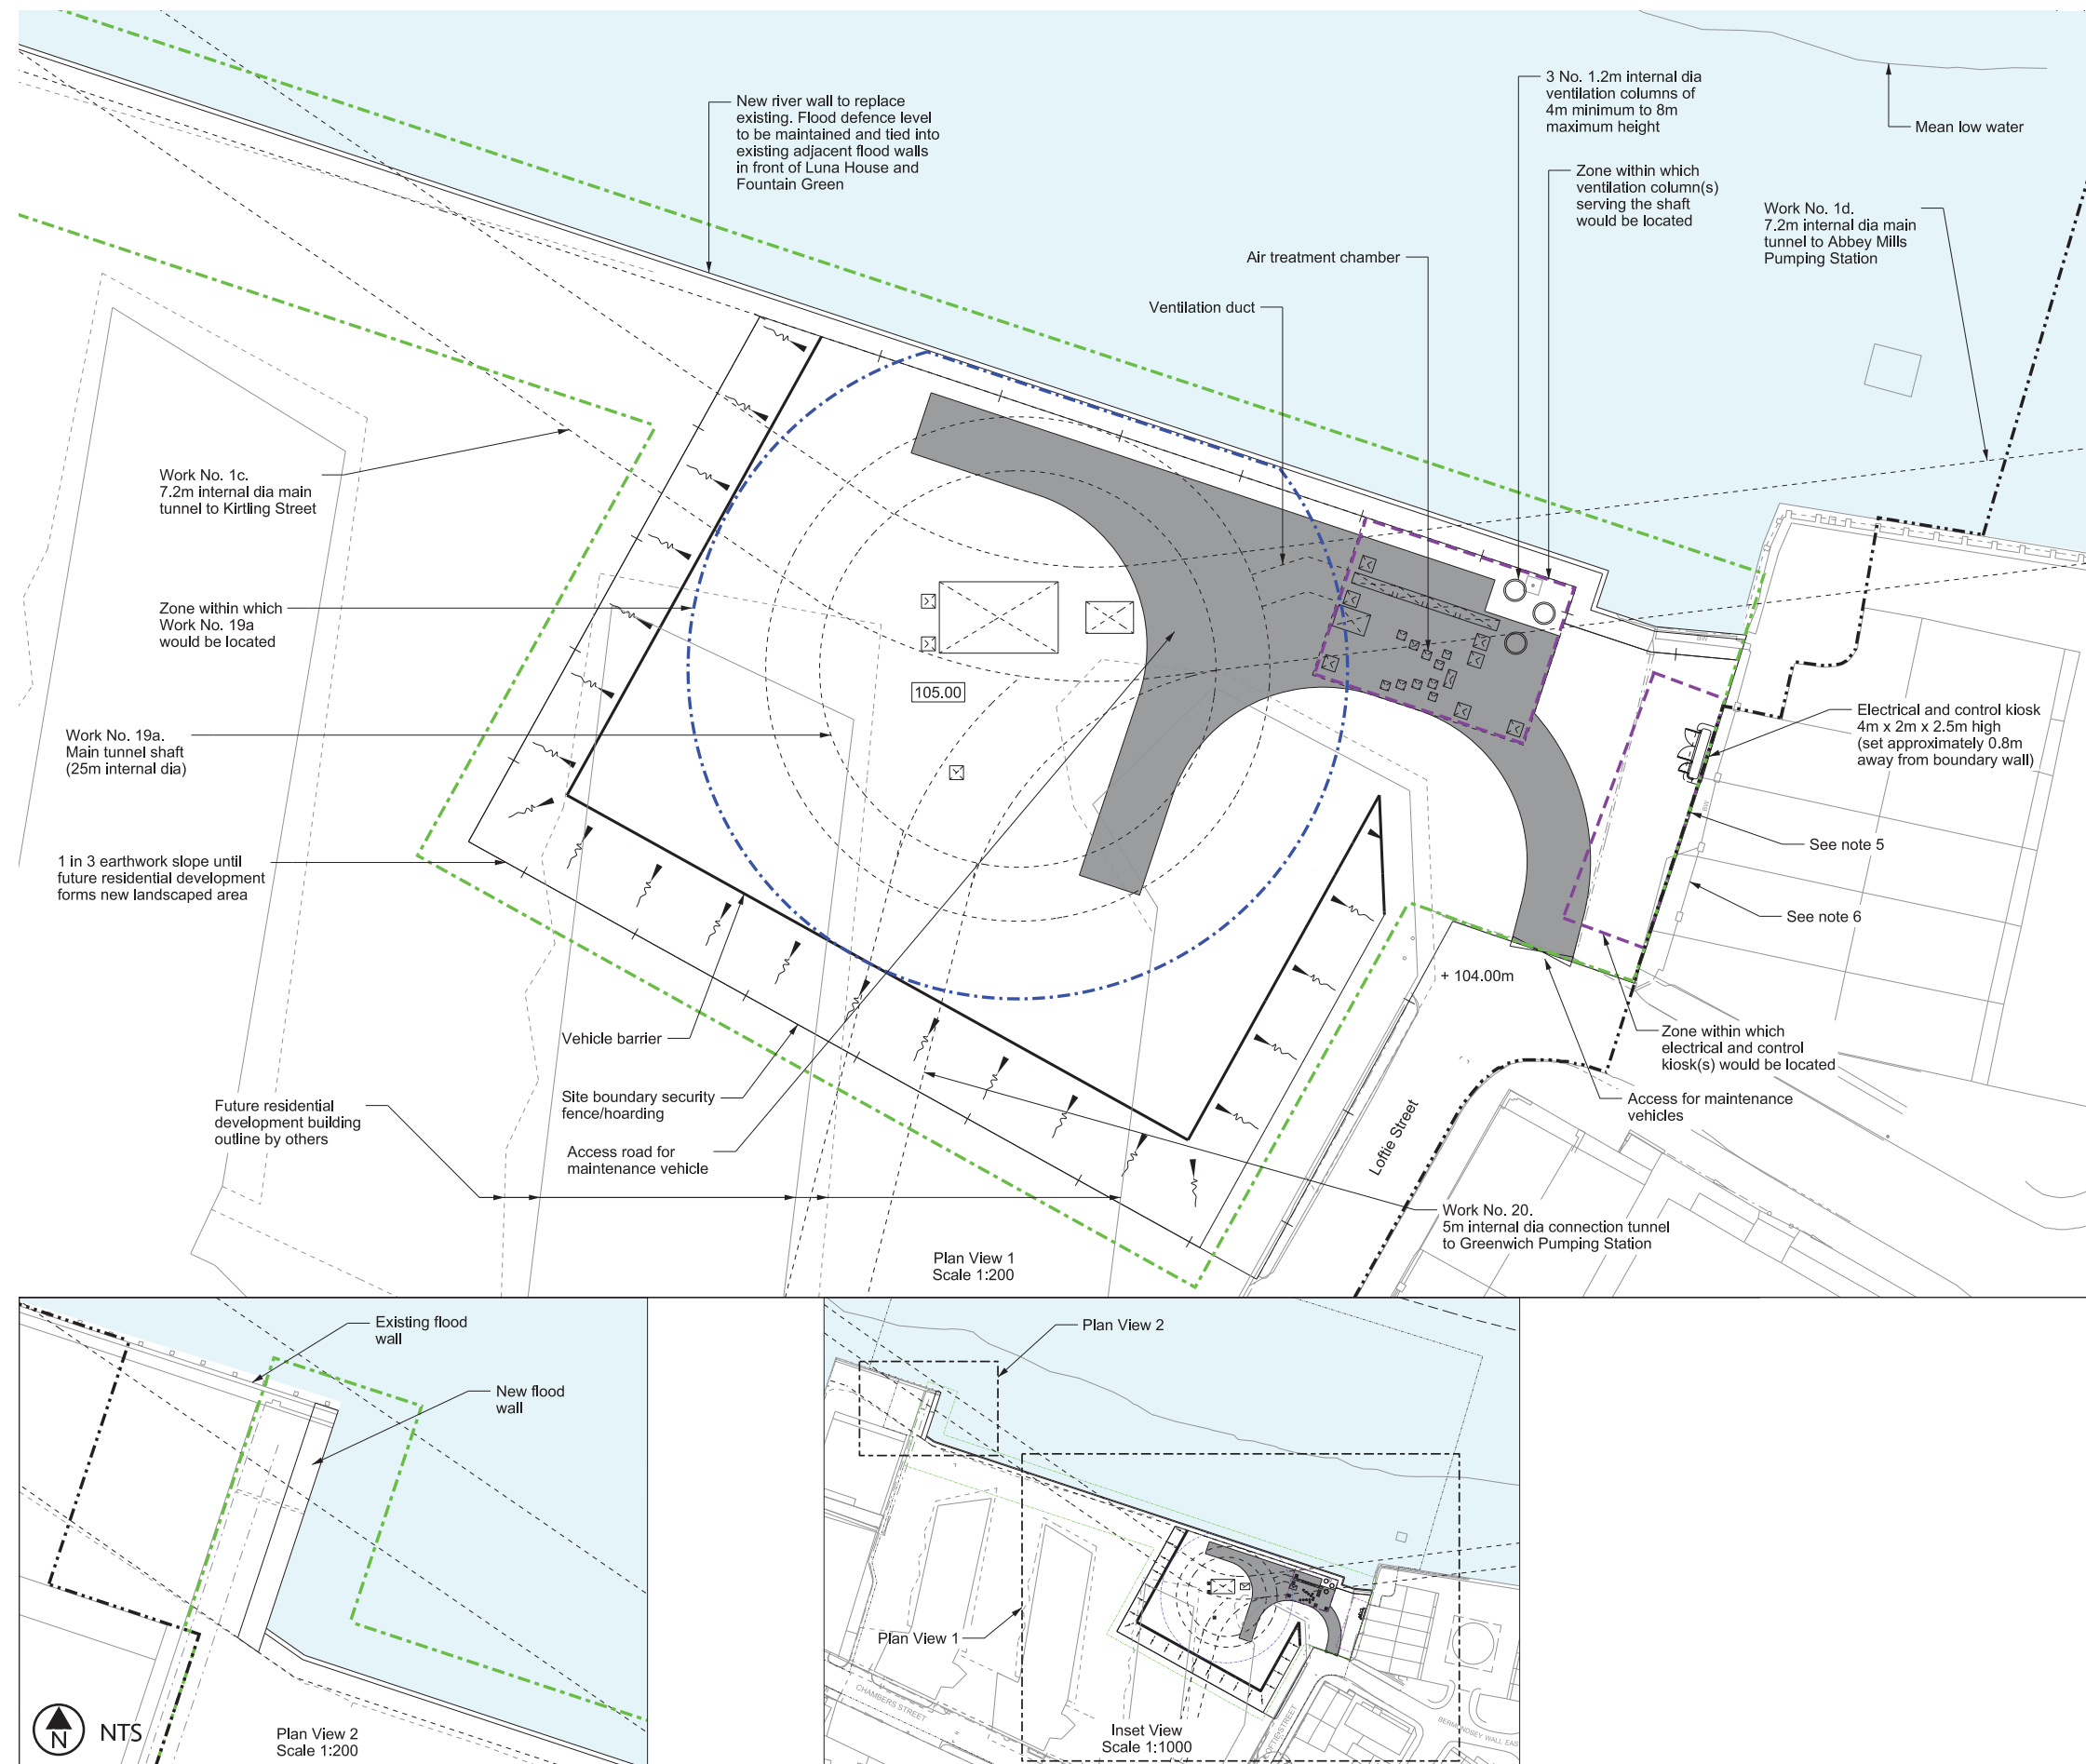 New river wall to replace
existing. Flood defence level
to be maintained and tied into
existing adjacent flood walls
in front of Luna House and
Fountain Green
3 No. 1.2m internal dia
ventilation columns of
4m minimum to 8m
maximum height
Mean low water
Zone within which
ventilation column(s)
serving the shaft
would be located
Work No. 1d.
7.2m internal dia main
tunnel to Abbey Mills
Pumping Station
Air treatment chamber
Ventilation duct
Work No. 1c.
7.2m internal dia main
tunnel to Kirtling Street
Zone within which
Work No. 19a
would be located
BW
105.00
Work No. 19a.
Main tunnel shaft
(25m internal dia)
Electrical and control kiosk
4m x 2m x 2.5m high
(set approximately 0.8m
away from boundary wall)
BW
See note 5
1 in 3 earthwork slope until
future residential development
forms new landscaped area
See note 6
+ 104.00m
Vehicle barrier
Zone within which
electrical and control
kiosk(s) would be located
Site boundary security
fence/hoarding
Access for maintenance
vehicles
Future residential
development building
outline by others
Loftie Street
Access road for
maintenance vehicle
Work No. 20.
5m internal dia connection tunnel
to Greenwich Pumping Station
Plan View 1
Scale 1:200
Existing flood
wall
New flood
wall
N
NTS
Plan View 2
Scale 1:200
Plan View 2
Plan View 1
CHAMBERS STREET
LOFTIE STREET
BERMONDSEY WALL EAST
Inset View
Scale 1:1000